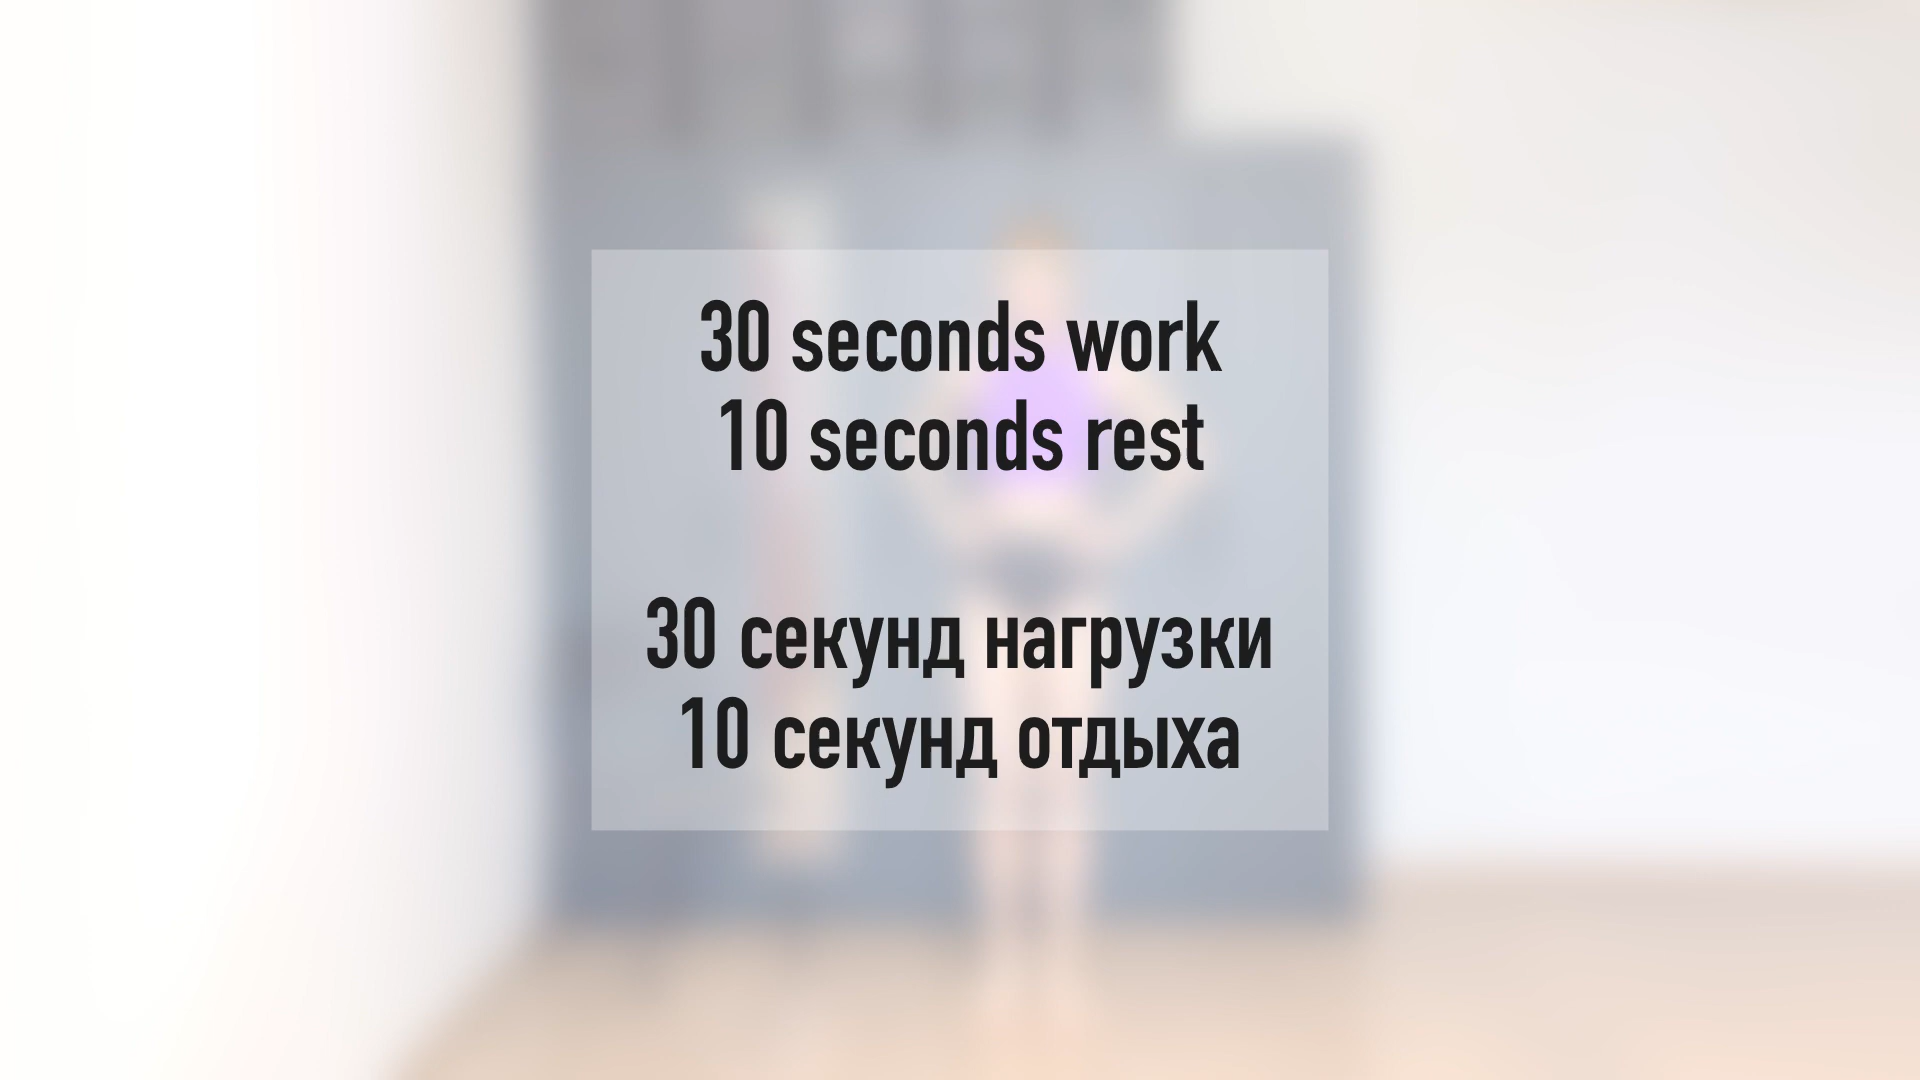 30 seconds work
10 seconds rest
30 секунд нагрузки
10 секунд отдыха